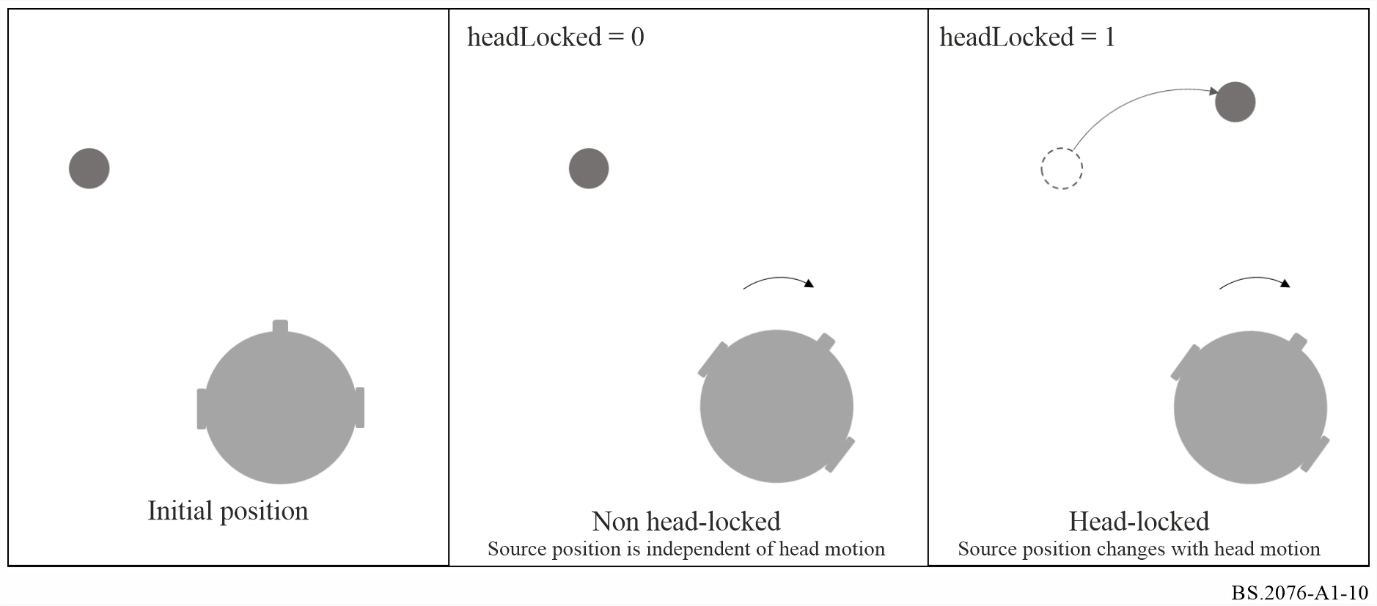 headLocked = 0
headLocked = 1
Initial position
Non head-locked
Source position is independent of head motion
Head-locked
Source position changes with head motion
BS.2076-A1-10